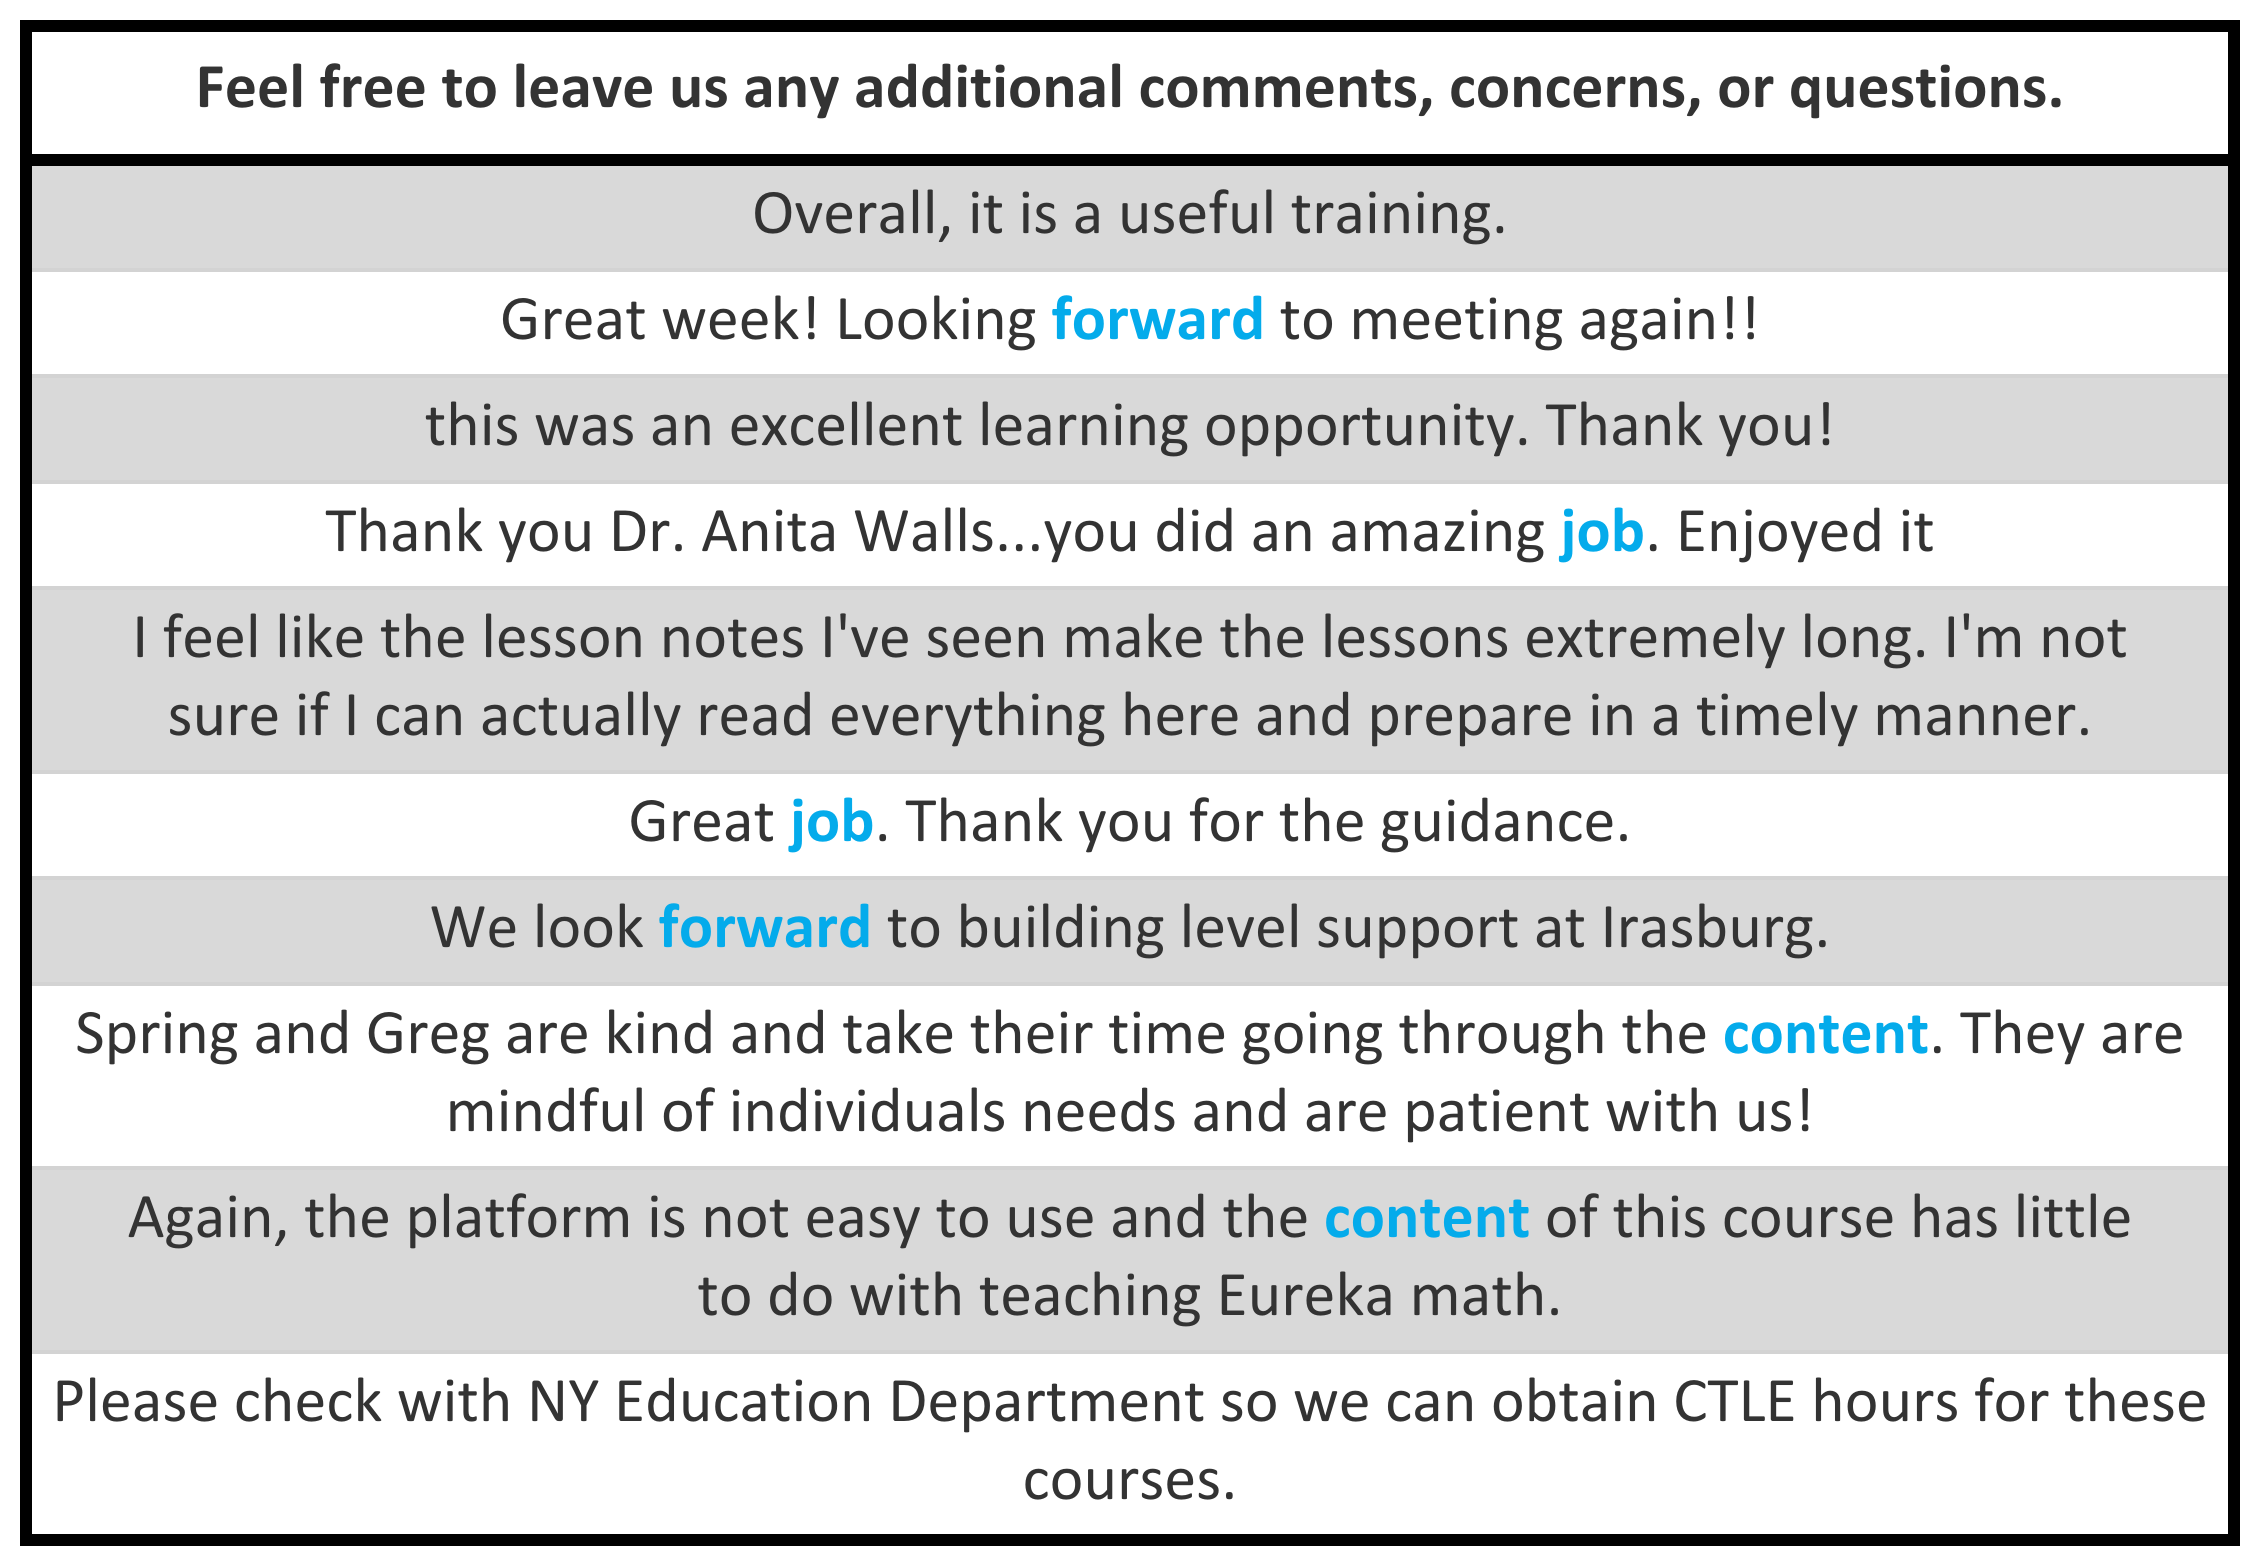 Feel free to leave us any additional comments, concerns, or questions.
Overall, it is a useful training.
Great week! Looking forward to meeting again!!
this was an excellent learning opportunity. Thank you!
Thank you Dr. Anita Walls...you did an amazing job. Enjoyed it
I feel like the lesson notes I've seen make the lessons extremely long. I'm not
sure if I can actually read everything here and prepare in a timely manner.
Great job. Thank you for the guidance.
We look forward to building level support at Irasburg.
Spring and Greg are kind and take their time going through the content. They are
mindful of individuals needs and are patient with us!
Again, the platform is not easy to use and the content of this course has little
to do with teaching Eureka math.
Please check with NY Education Department so we can obtain CTLE hours for these
courses.